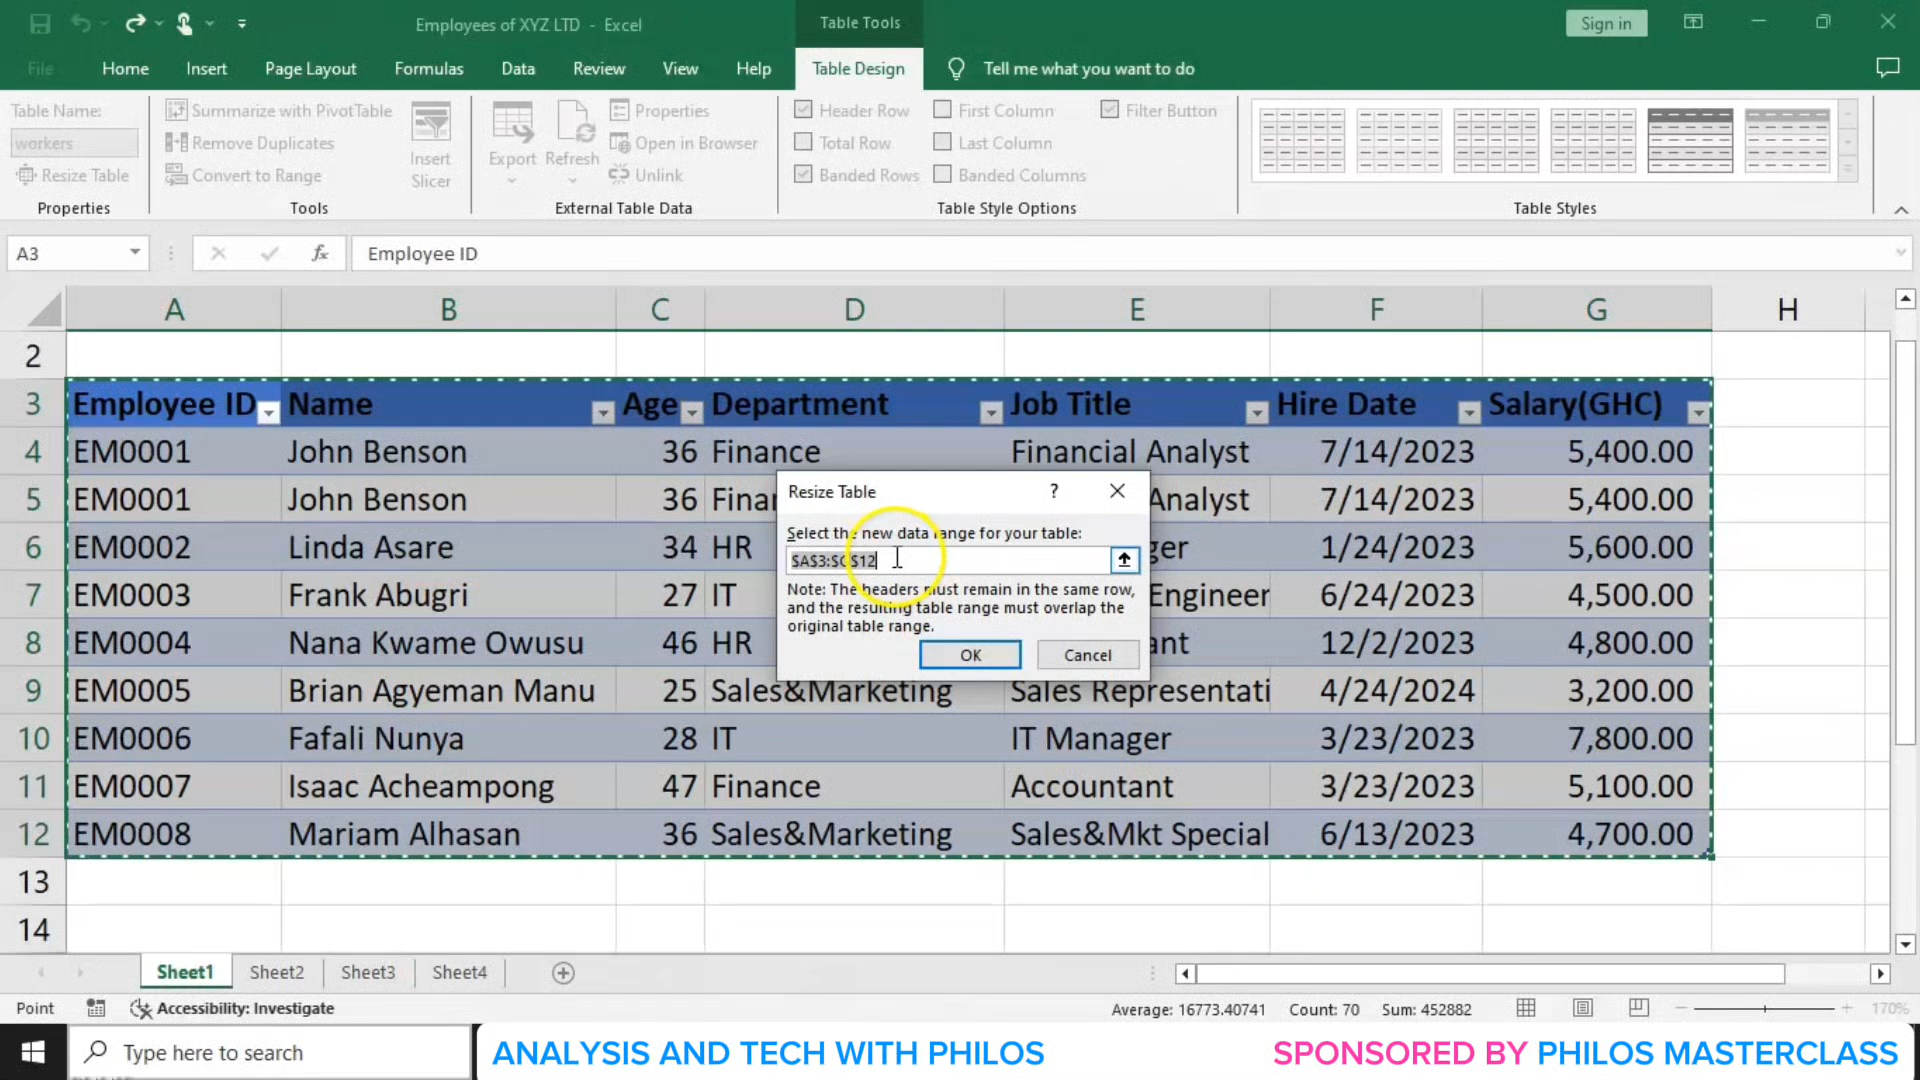 Employees of XYZ LTD - Excel
Table Tools
Sign in
File Home Insert Page Layout Formulas Data Review View Help Table Design Tell me what you want to do
Table Name:
workers
Resize Table
Properties
Summarize with PivotTable
Remove Duplicates
Convert to Range
Insert
Slicer
Tools
Export
Refresh
Properties
Open in Browser
Unlink
External Table Data
Header Row
First Column
Filter Button
Total Row
Last Column
Banded Rows
Banded Columns
Table Style Options
Table Styles
A3 fx Employee ID
A B C D E F G H
2
3 Employee ID Name Age Department Job Title Hire Date Salary(GHC)
4 EM0001 John Benson 36 Finance Financial Analyst 7/14/2023 5,400.00
5 EM0001 John Benson 36 Finan Analyst 7/14/2023 5,400.00
6 EM0002 Linda Asare 34 HR ger 1/24/2023 5,600.00
7 EM0003 Frank Abugri 27 IT Engineer 6/24/2023 4,500.00
8 EM0004 Nana Kwame Owusu 46 HR ant 12/2/2023 4,800.00
9 EM0005 Brian Agyeman Manu 25 Sales&Marketing Sales Representati 4/24/2024 3,200.00
10 EM0006 Fafali Nunya 28 IT IT Manager 3/23/2023 7,800.00
11 EM0007 Isaac Acheampong 47 Finance Accountant 3/23/2023 5,100.00
12 EM0008 Mariam Alhasan 36 Sales&Marketing Sales&Mkt Special 6/13/2023 4,700.00
13
14
Resize Table ?
Select the new data range for your table:
$A$3:$G$12
Note: The headers must remain in the same row,
and the resulting table range must overlap the
original table range.
OK Cancel
Sheet1 Sheet2 Sheet3 Sheet4
Point Accessibility: Investigate Average: 16773.40741 Count: 70 Sum: 452882 170%
Type here to search
ANALYSIS AND TECH WITH PHILOS SPONSORED BY PHILOS MASTERCLASS